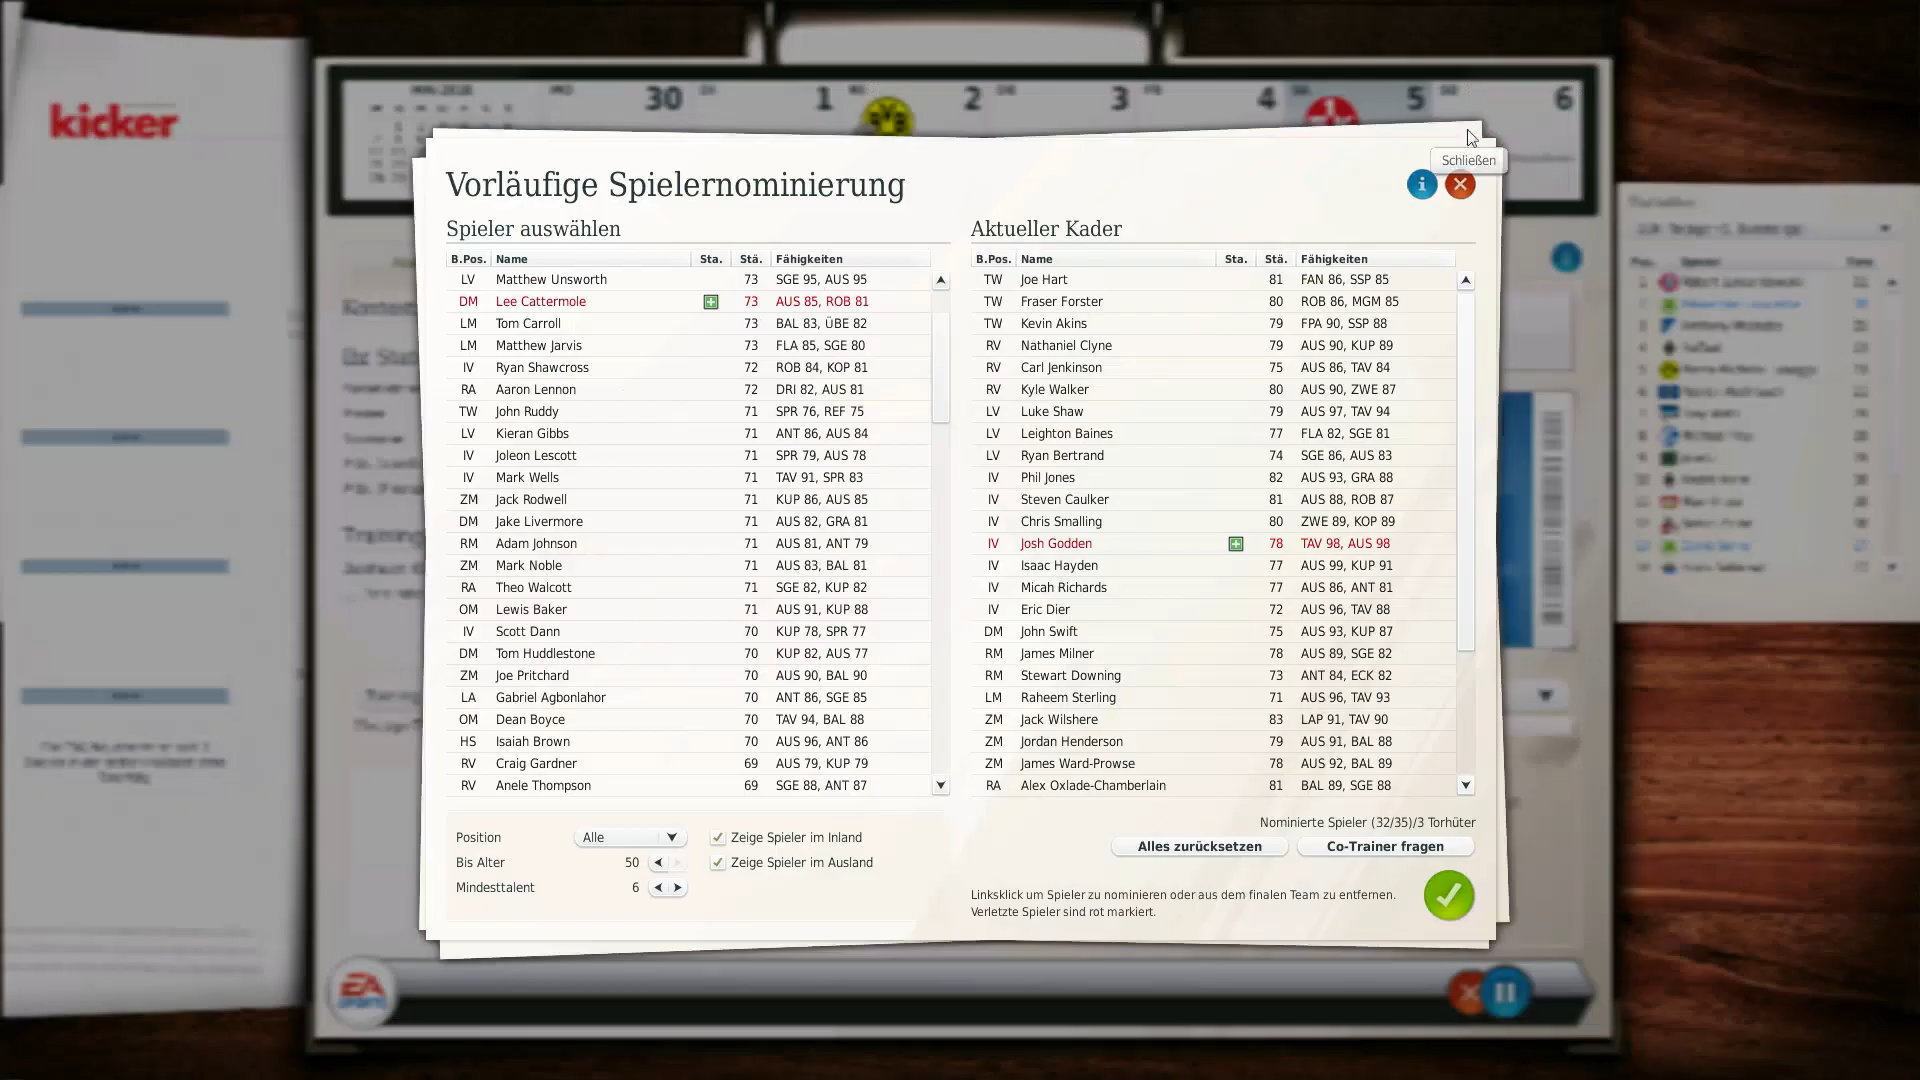 kicker
30 1 2 3 4 5 6
BVB
Schließen
Vorläufige Spielernominierung
Spieler auswählen
B.Pos. Name Sta. Stä. Fähigkeiten
LV Matthew Unsworth 73 SGE 95, AUS 95
DM Lee Cattermole 73 AUS 85, ROB 81
LM Tom Carroll 73 BAL 83, ÜBE 82
LM Matthew Jarvis 73 FLA 85, SGE 80
IV Ryan Shawcross 72 ROB 84, KOP 81
RA Aaron Lennon 72 DRI 82, AUS 81
TW John Ruddy 71 SPR 76, REF 75
LV Kieran Gibbs 71 ANT 86, AUS 84
IV Joleon Lescott 71 SPR 79, AUS 78
IV Mark Wells 71 TAV 91, SPR 83
ZM Jack Rodwell 71 KUP 86, AUS 85
DM Jake Livermore 71 AUS 82, GRA 81
RM Adam Johnson 71 AUS 81, ANT 79
ZM Mark Noble 71 AUS 83, BAL 81
RA Theo Walcott 71 SGE 82, KUP 82
OM Lewis Baker 71 AUS 91, KUP 88
IV Scott Dann 70 KUP 78, SPR 77
DM Tom Huddlestone 70 KUP 82, AUS 77
ZM Joe Pritchard 70 AUS 90, BAL 90
LA Gabriel Agbonlahor 70 ANT 86, SGE 85
OM Dean Boyce 70 TAV 94, BAL 88
HS Isaiah Brown 70 AUS 96, ANT 86
RV Craig Gardner 69 AUS 79, KUP 79
RV Anele Thompson 69 SGE 88, ANT 87
Position Alle
Zeige Spieler im Inland
Bis Alter 50
Zeige Spieler im Ausland
Mindesttalent 6
Aktueller Kader
B.Pos. Name Sta. Stä. Fähigkeiten
TW Joe Hart 81 FAN 86, SSP 85
TW Fraser Forster 80 ROB 86, MGM 85
TW Kevin Akins 79 FPA 90, SSP 88
RV Nathaniel Clyne 79 AUS 90, KUP 89
RV Carl Jenkinson 75 AUS 86, TAV 84
RV Kyle Walker 80 AUS 90, ZWE 87
LV Luke Shaw 79 AUS 97, TAV 94
LV Leighton Baines 77 FLA 82, SGE 81
LV Ryan Bertrand 74 SGE 86, AUS 83
IV Phil Jones 82 AUS 93, GRA 88
IV Steven Caulker 81 AUS 88, ROB 87
IV Chris Smalling 80 ZWE 89, KOP 89
IV Josh Godden 78 TAV 98, AUS 98
IV Isaac Hayden 77 AUS 99, KUP 91
IV Micah Richards 77 AUS 86, ANT 81
IV Eric Dier 72 AUS 96, TAV 88
DM John Swift 75 AUS 93, KUP 87
RM James Milner 78 AUS 89, SGE 82
RM Stewart Downing 73 ANT 84, ECK 82
LM Raheem Sterling 71 AUS 96, TAV 93
ZM Jack Wilshere 83 LAP 91, TAV 90
ZM Jordan Henderson 79 AUS 91, BAL 88
ZM James Ward-Prowse 78 AUS 92, BAL 89
RA Alex Oxlade-Chamberlain 81 BAL 89, SGE 88
Nominierte Spieler (32/35)/3 Torhüter
Alles zurücksetzen Co-Trainer fragen
Linksklick um Spieler zu nominieren oder aus dem finalen Team zu entfernen.
Verletzte Spieler sind rot markiert.
EA